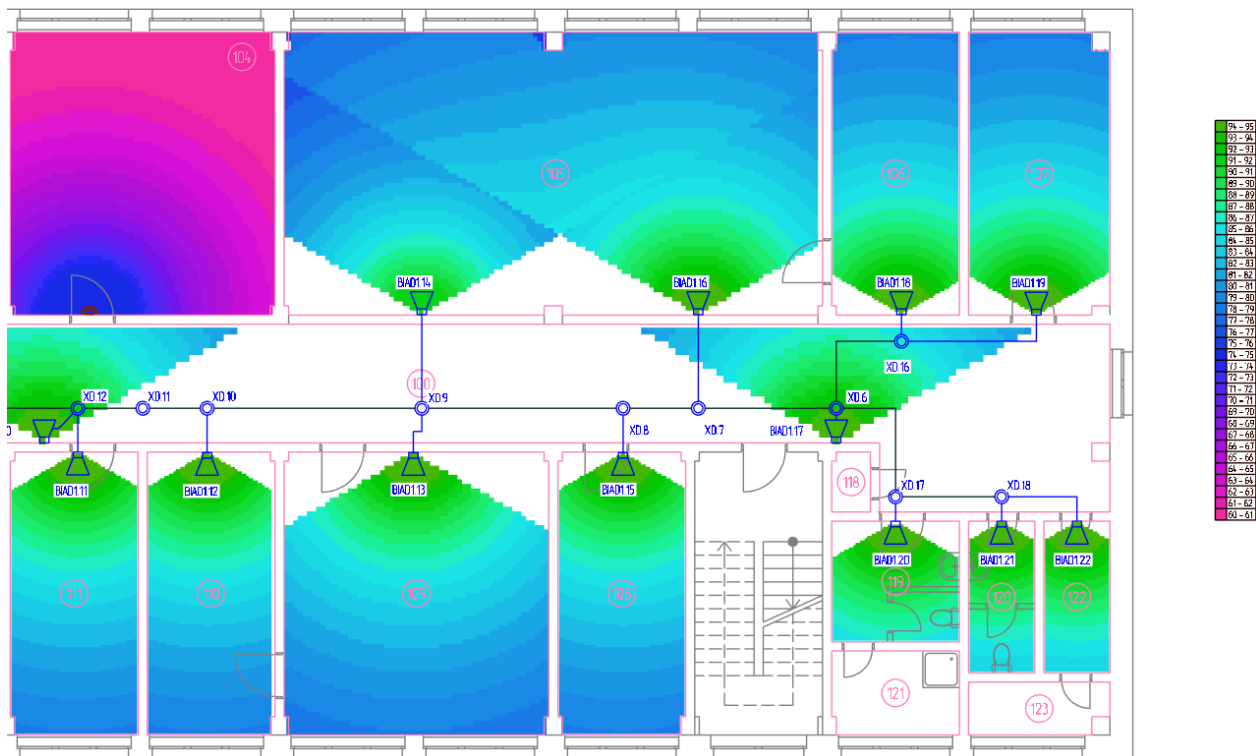 104
105
106
107
BIAD1.14
BIAD1.16
BIAD1.18
BIAD1.19
XD.16
100
XD.12
XD.11
XD.10
XD.9
XD.8
XD.7
XD.6
0
BIAD1.17
BIAD1.11
BIAD1.12
BIAD1.13
BIAD1.15
118
XD.17
XD.18
BIAD1.20
BIAD1.21
BIAD1.22
111
110
109
108
119
120
122
121
123
94 - 95
93 - 94
92 - 93
91 - 92
90 - 91
89 - 90
88 - 89
87 - 88
86 - 87
85 - 86
84 - 85
83 - 84
82 - 83
81 - 82
80 - 81
79 - 80
78 - 79
77 - 78
76 - 77
75 - 76
74 - 75
73 - 74
72 - 73
71 - 72
70 - 71
69 - 70
68 - 69
67 - 68
66 - 67
65 - 66
64 - 65
63 - 64
62 - 63
61 - 62
60 - 61